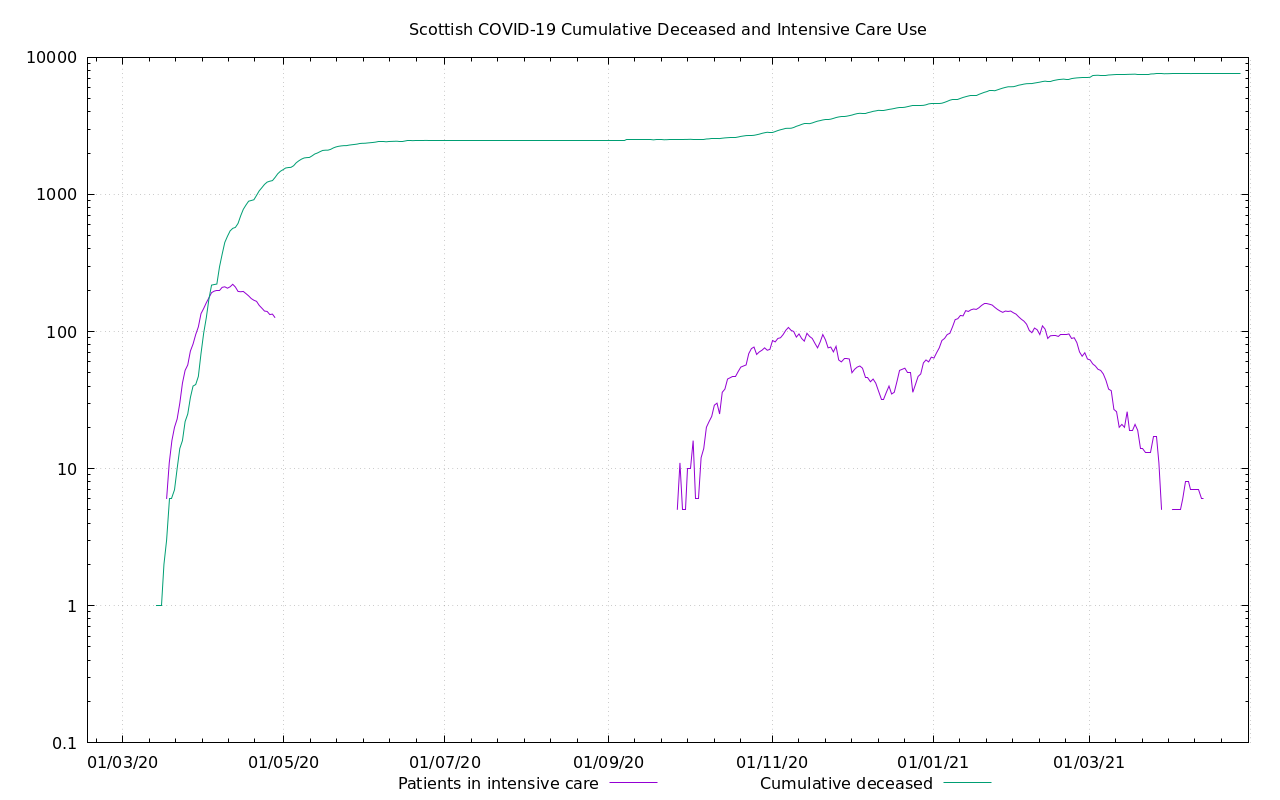 Scottish COVID-19 Cumulative Deceased and Intensive Care Use
10000
1000
100
10
1
0.1
01/03/20 01/05/20 01/07/20 01/09/20 01/11/20 01/01/21 01/03/21
Patients in intensive care Cumulative deceased